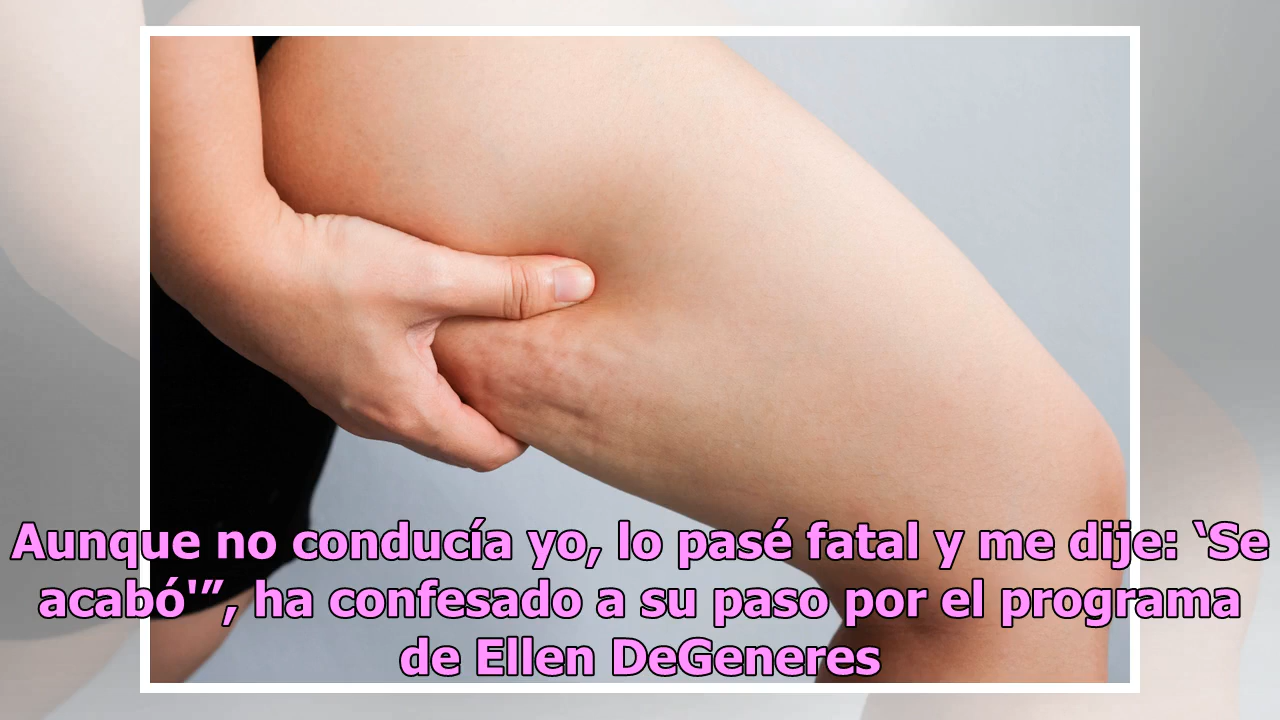 Aunque no conducía yo, lo pasé fatal y me dije: ‘Se
acabó'”, ha confesado a su paso por el programa
de Ellen DeGeneres